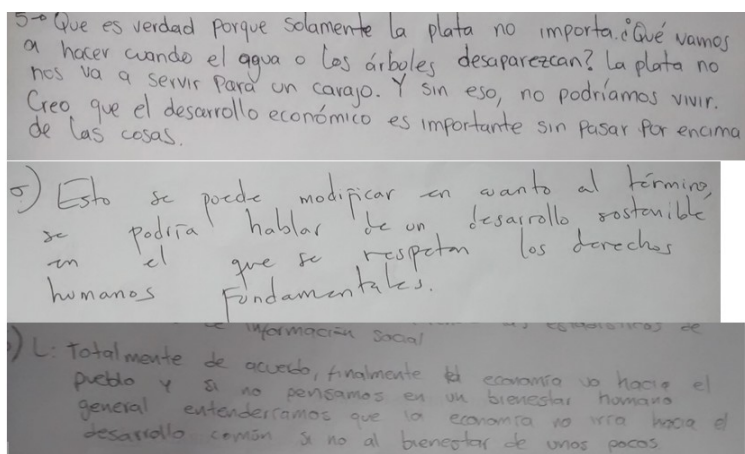 5-o Que es verdad porque solamente la plata no importa. ¿Qué vamos
a hacer cuando el agua o los árboles desaparezcan? La plata no
nos va a servir para un carajo. Y sin eso, no podríamos vivir.
Creo que el desarrollo económico es importante sin pasar por encima
de las cosas.
5) Esto se puede modificar en cuanto al término,
se podría hablar de un desarrollo sostenible
en el que se respetan los derechos
humanos fundamentales.
de información social de
) L: Totalmente de acuerdo, finalmente la economía va hacia el
pueblo y si no pensamos en un bienestar humano
general entenderíamos que la economía no iría hacia el
desarrollo común si no al bienestar de unos pocos